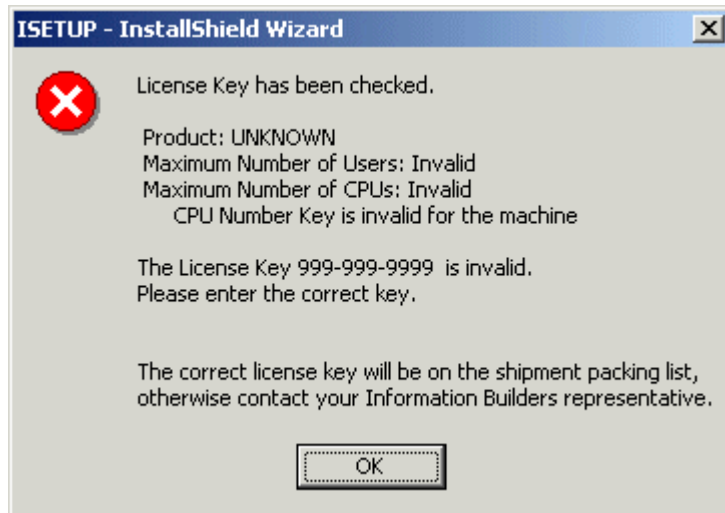 ISETUP - InstallShield Wizard
License Key has been checked.
Product: UNKNOWN
Maximum Number of Users: Invalid
Maximum Number of CPUs: Invalid
CPU Number Key is invalid for the machine
The License Key 999-999-9999 is invalid.
Please enter the correct key.
The correct license key will be on the shipment packing list,
otherwise contact your Information Builders representative.
OK